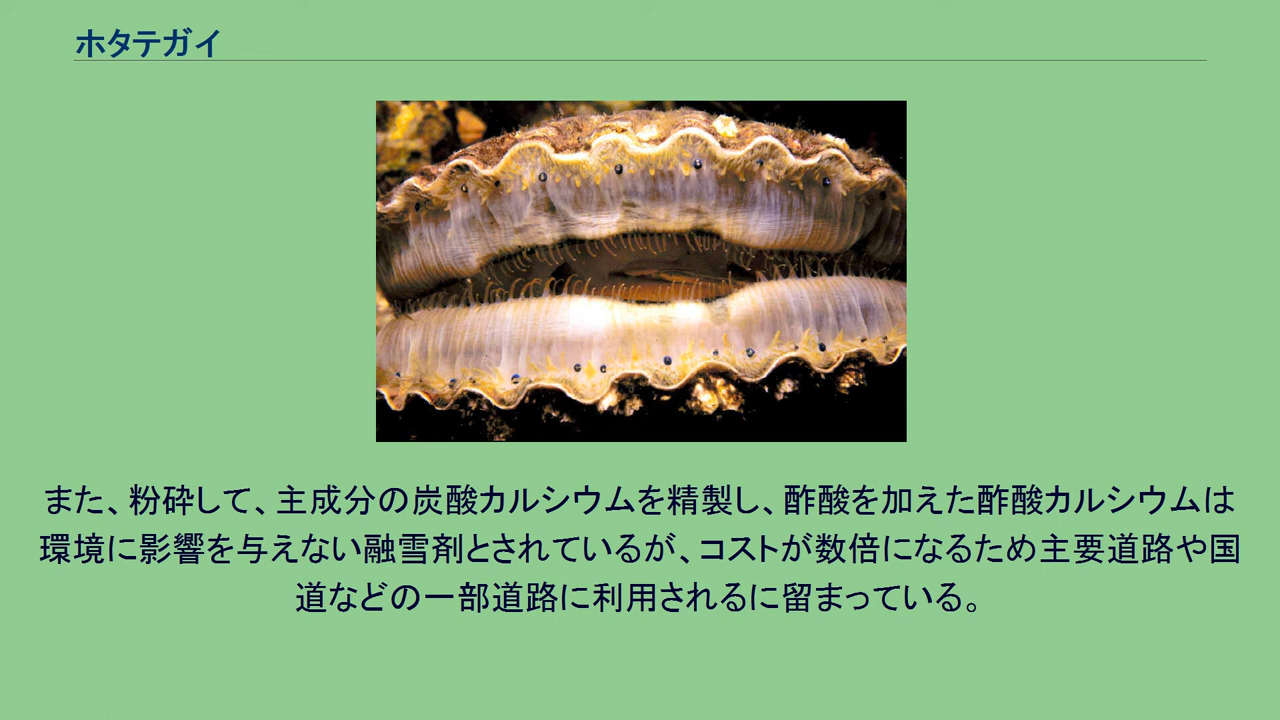 ホタテガイ
また、粉砕して、主成分の炭酸カルシウムを精製し、酢酸を加えた酢酸カルシウムは
環境に影響を与えない融雪剤とされているが、コストが数倍になるため主要道路や国
道などの一部道路に利用されるに留まっている。